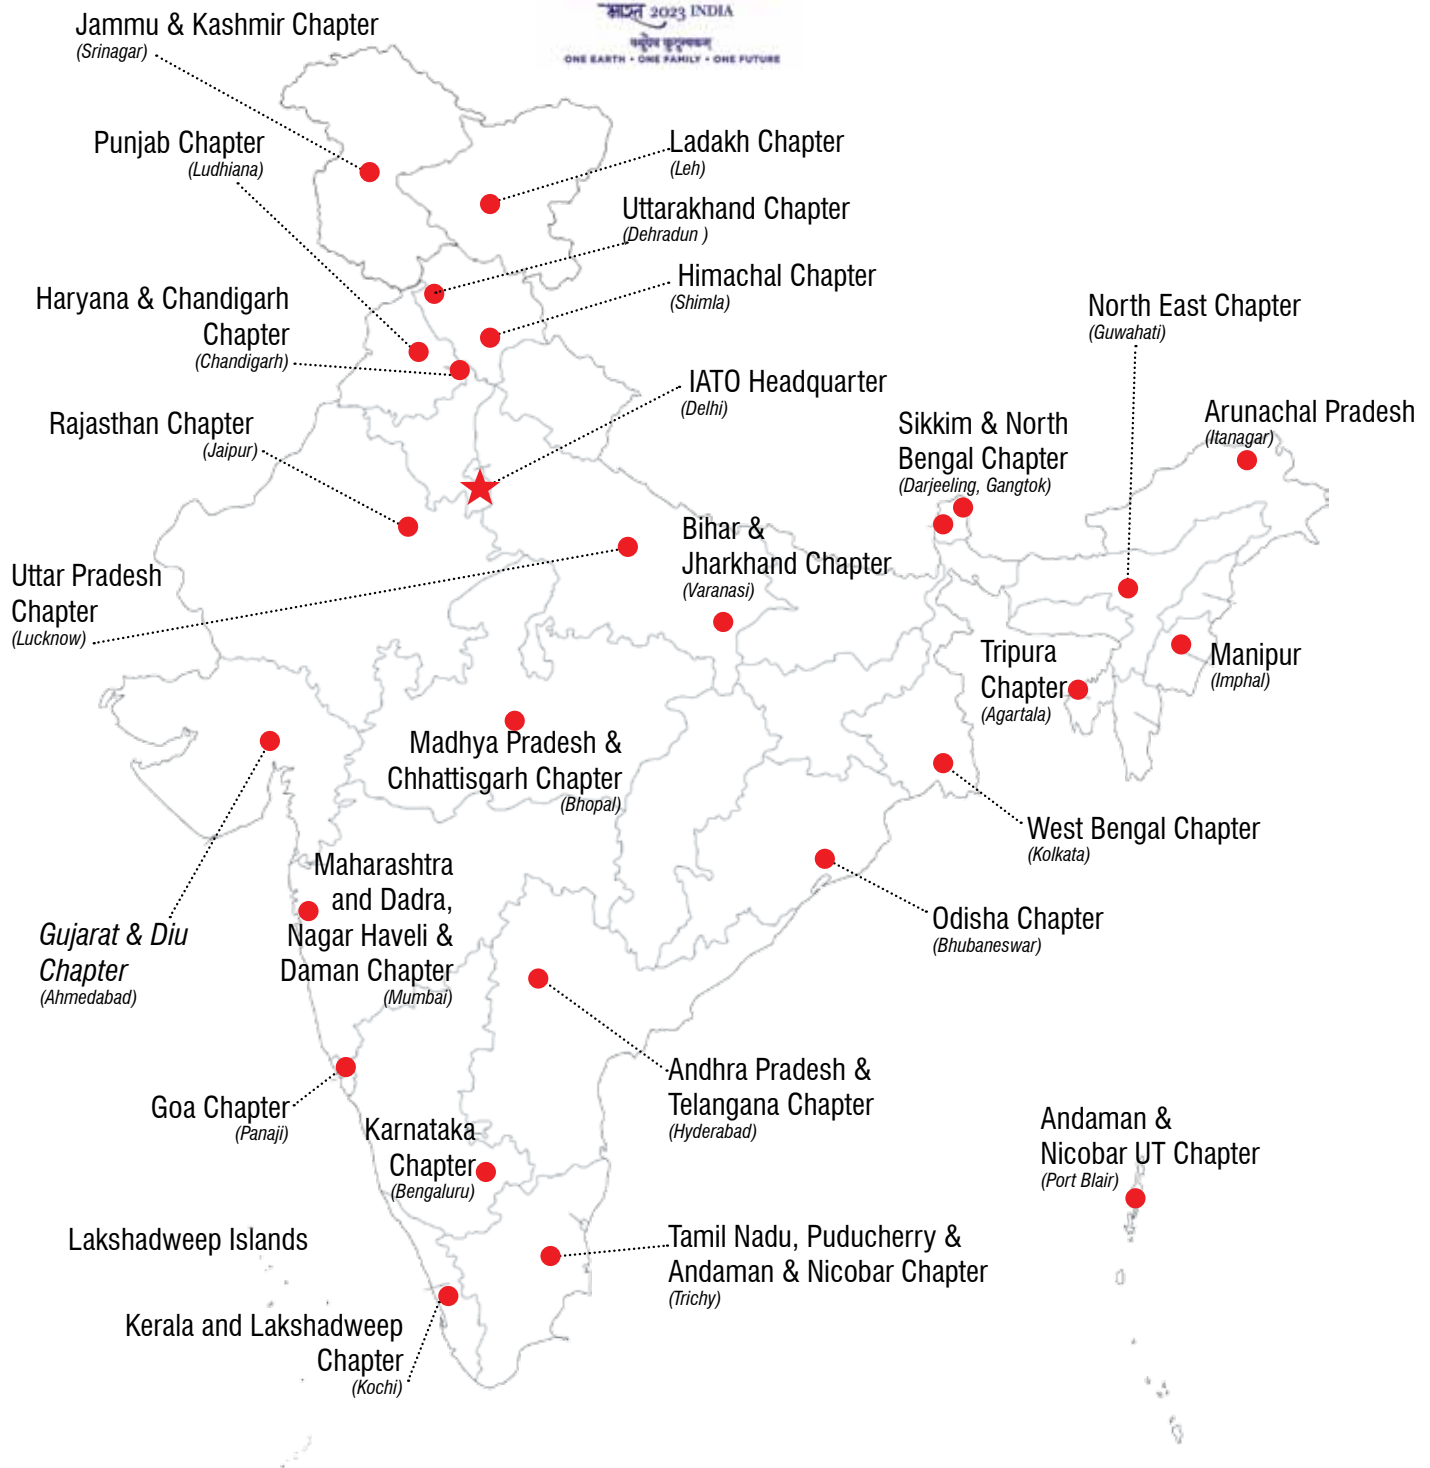 भारत 2023 INDIA
वसुधैव कुटुम्बकम्
ONE EARTH • ONE FAMILY • ONE FUTURE
Jammu & Kashmir Chapter
(Srinagar)
Punjab Chapter
(Ludhiana)
Ladakh Chapter
(Leh)
Uttarakhand Chapter
(Dehradun )
Himachal Chapter
(Shimla)
Haryana & Chandigarh
Chapter
(Chandigarh)
North East Chapter
(Guwahati)
IATO Headquarter
(Delhi)
Rajasthan Chapter
(Jaipur)
Sikkim & North
Bengal Chapter
(Darjeeling, Gangtok)
Arunachal Pradesh
(Itanagar)
Bihar &
Jharkhand Chapter
(Varanasi)
Uttar Pradesh
Chapter
(Lucknow)
Tripura
Chapter
(Agartala)
Manipur
(Imphal)
Madhya Pradesh &
Chhattisgarh Chapter
(Bhopal)
West Bengal Chapter
(Kolkata)
Maharashtra
and Dadra,
Nagar Haveli &
Daman Chapter
(Mumbai)
Gujarat & Diu
Chapter
(Ahmedabad)
Odisha Chapter
(Bhubaneswar)
Andhra Pradesh &
Telangana Chapter
(Hyderabad)
Goa Chapter
(Panaji)
Karnataka
Chapter
(Bengaluru)
Andaman &
Nicobar UT Chapter
(Port Blair)
Lakshadweep Islands
Tamil Nadu, Puducherry &
Andaman & Nicobar Chapter
(Trichy)
Kerala and Lakshadweep
Chapter
(Kochi)